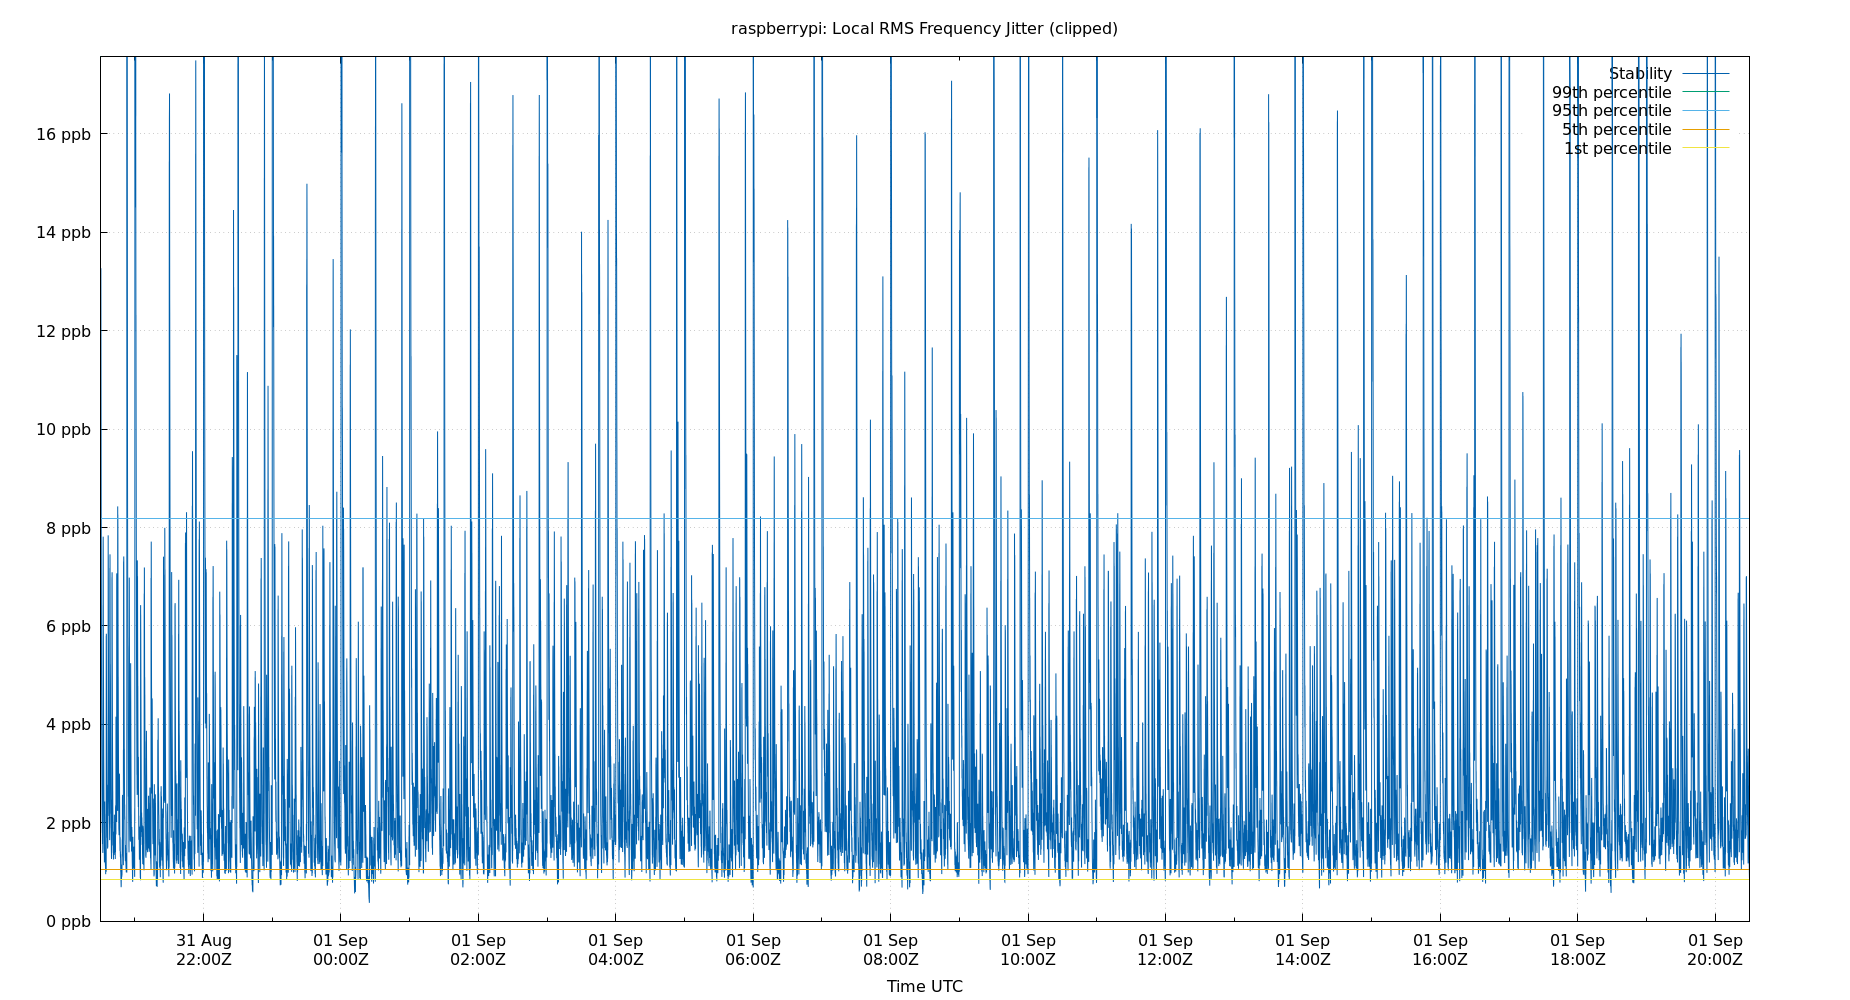 raspberrypi: Local RMS Frequency Jitter (clipped)
Stability
99th percentile
95th percentile
5th percentile
1st percentile
16 ppb
14 ppb
12 ppb
10 ppb
8 ppb
6 ppb
4 ppb
2 ppb
0 ppb
31 Aug 01 Sep 01 Sep 01 Sep 01 Sep 01 Sep 01 Sep 01 Sep 01 Sep 01 Sep 01 Sep 01 Sep
22:00Z 00:00Z 02:00Z 04:00Z 06:00Z 08:00Z 10:00Z 12:00Z 14:00Z 16:00Z 18:00Z 20:00Z
Time UTC